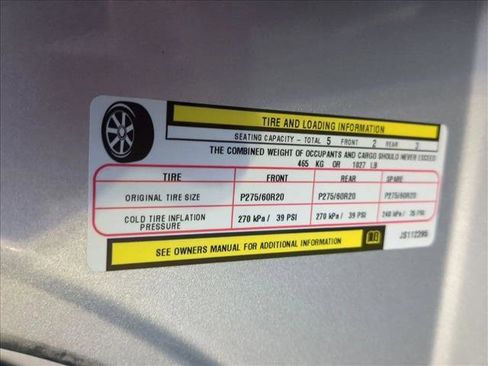 TIRE AND LOADING INFORMATION
SEATING CAPACITY - TOTAL 5 FRONT 2 REAR 3
THE COMBINED WEIGHT OF OCCUPANTS AND CARGO SHOULD NEVER EXCEED
465 KG OR 1027 LB
TIRE FRONT REAR SPARE
ORIGINAL TIRE SIZE P275/60R20 P275/60R20 P275/60R20
COLD TIRE INFLATION PRESSURE 270 kPa / 39 PSI 270 kPa / 39 PSI 240 kPa / 35 PSI
SEE OWNERS MANUAL FOR ADDITIONAL INFORMATION
JS112395